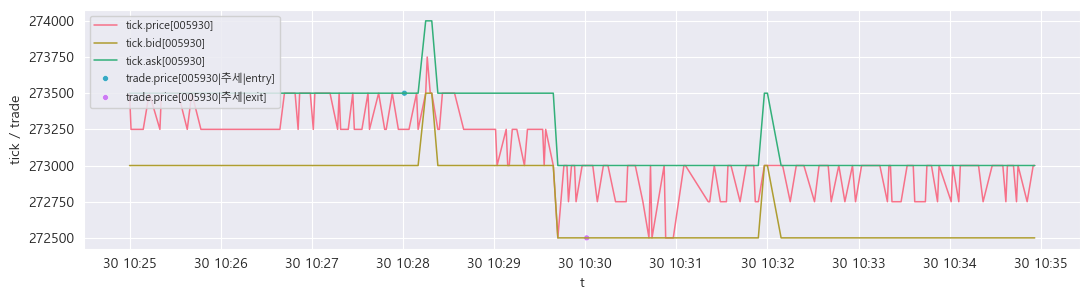 274000
273750
273500
273250
273000
272750
272500
tick / trade
tick.price[005930]
tick.bid[005930]
tick.ask[005930]
trade.price[005930|추세|entry]
trade.price[005930|추세|exit]
30 10:25 30 10:26 30 10:27 30 10:28 30 10:29 30 10:30 30 10:31 30 10:32 30 10:33 30 10:34 30 10:35
t